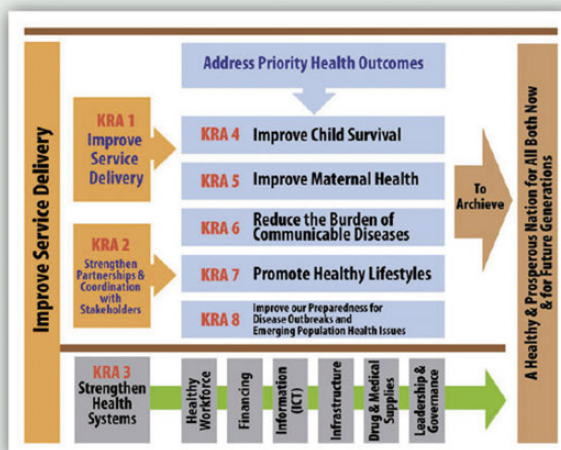 Improve Service Delivery
Address Priority Health Outcomes
KRA 1
Improve
Service
Delivery
KRA 2
Strengthen
Partnerships &
Coordination
with
Stakeholders
KRA 4 Improve Child Survival
KRA 5 Improve Maternal Health
KRA 6 Reduce the Burden of
Communicable Diseases
KRA 7 Promote Healthy Lifestyles
KRA 8 Improve our Preparedness for
Disease Outbreaks and
Emerging Population Health Issues
To
Archieve
A Healthy & Prosperous Nation for All Both Now
& for Future Generations
KRA 3
Strengthen
Health
Systems
Healthy
Workforce
Financing
Information
(ICT)
Infrastructure
Drug & Medical
Supplies
Leadership &
Governance